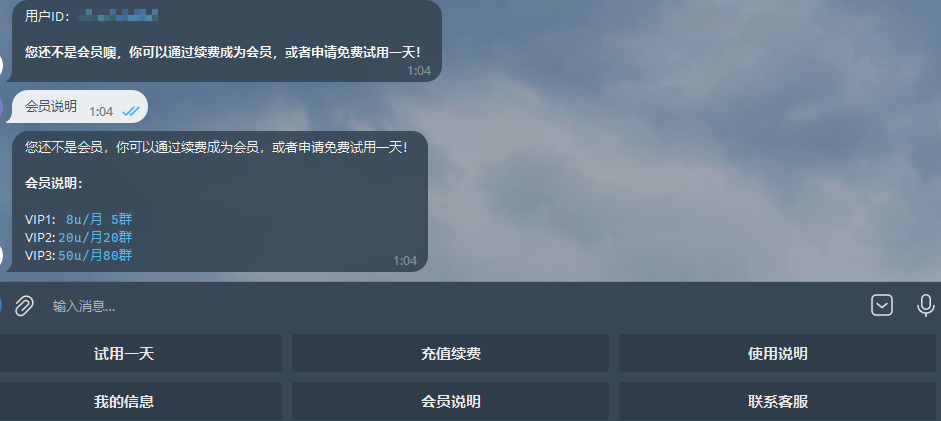 用户ID：
您还不是会员噢，你可以通过续费成为会员，或者申请免费试用一天！
1:04
会员说明 1:04
您还不是会员，你可以通过续费成为会员，或者申请免费试用一天！
会员说明：
VIP1: 8u/月 5群
VIP2: 20u/月20群
VIP3: 50u/月80群
1:04
输入消息...
试用一天 充值续费 使用说明
我的信息 会员说明 联系客服